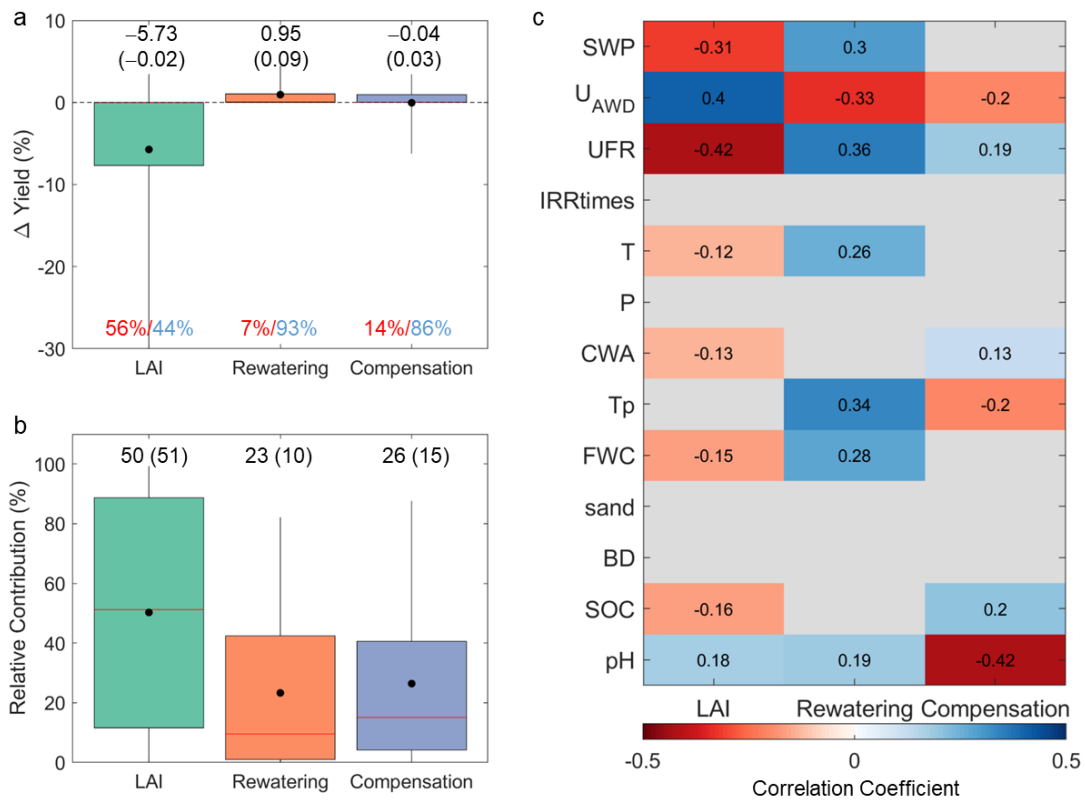 a
10
0
-10
-20
-30
Δ Yield (%)
−5.73
(−0.02)
0.95
(0.09)
−0.04
(0.03)
56%/44%
7%/93%
14%/86%
LAI
Rewatering
Compensation
b
100
80
60
40
20
0
Relative Contribution (%)
50 (51)
23 (10)
26 (15)
LAI
Rewatering
Compensation
c
SWP -0.31 0.3
U_AWD 0.4 -0.33 -0.2
UFR -0.42 0.36 0.19
IRRtimes
T -0.12 0.26
P
CWA -0.13 0.13
Tp 0.34 -0.2
FWC -0.15 0.28
sand
BD
SOC -0.16 0.2
pH 0.18 0.19 -0.42
LAI Rewatering Compensation
-0.5 0 0.5
Correlation Coefficient